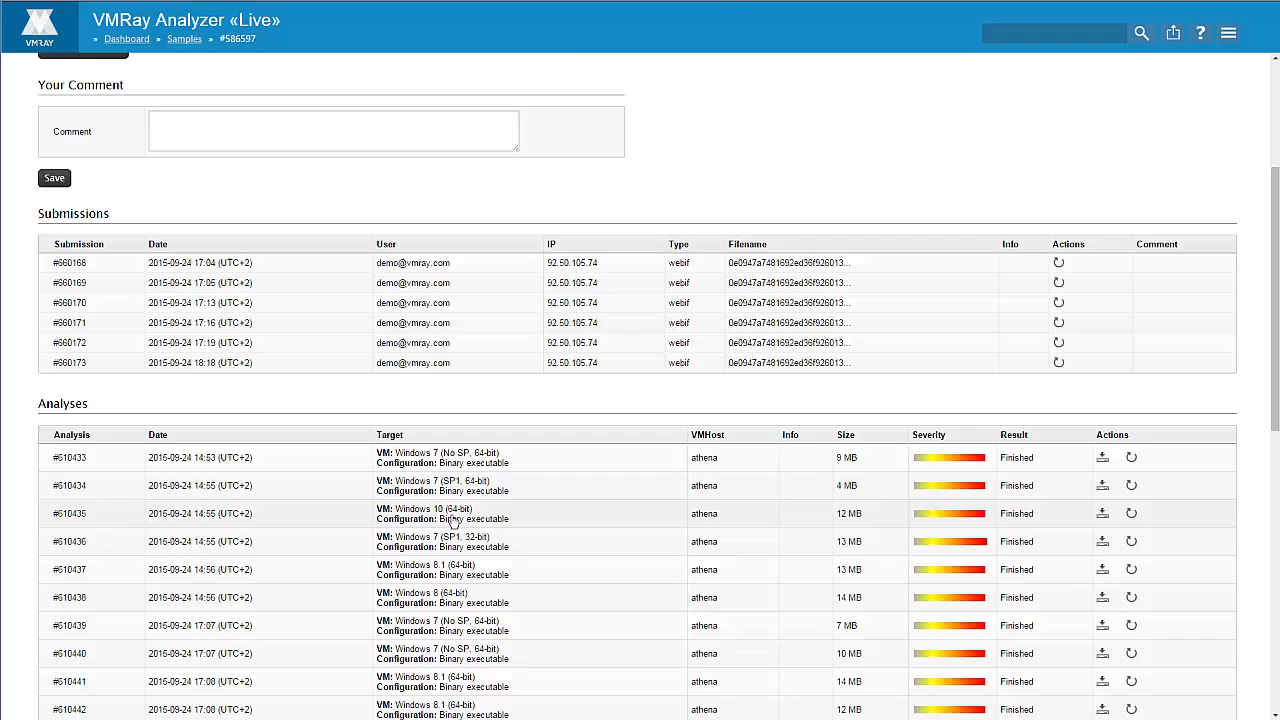 VMRay Analyzer «Live»
VMRAY
» Dashboard » Samples » #586597
?
Your Comment
Comment
Save
Submissions
Submission Date User IP Type Filename Info Actions Comment
#660168 2015-09-24 17:04 (UTC+2) demo@vmray.com 92.50.105.74 webif 0e0947a7481692ed36f926013...
#660169 2015-09-24 17:05 (UTC+2) demo@vmray.com 92.50.105.74 webif 0e0947a7481692ed36f926013...
#660170 2015-09-24 17:13 (UTC+2) demo@vmray.com 92.50.105.74 webif 0e0947a7481692ed36f926013...
#660171 2015-09-24 17:16 (UTC+2) demo@vmray.com 92.50.105.74 webif 0e0947a7481692ed36f926013...
#660172 2015-09-24 17:19 (UTC+2) demo@vmray.com 92.50.105.74 webif 0e0947a7481692ed36f926013...
#660173 2015-09-24 18:18 (UTC+2) demo@vmray.com 92.50.105.74 webif 0e0947a7481692ed36f926013...
Analyses
Analysis Date Target VMHost Info Size Severity Result Actions
#510433 2015-09-24 14:53 (UTC+2) VM: Windows 7 (No SP, 64-bit) athena 9 MB Finished
Configuration: Binary executable
#510434 2015-09-24 14:55 (UTC+2) VM: Windows 7 (SP1, 64-bit) athena 4 MB Finished
Configuration: Binary executable
#510435 2015-09-24 14:55 (UTC+2) VM: Windows 10 (64-bit) athena 12 MB Finished
Configuration: Binary executable
#510436 2015-09-24 14:55 (UTC+2) VM: Windows 7 (SP1, 32-bit) athena 13 MB Finished
Configuration: Binary executable
#510437 2015-09-24 14:56 (UTC+2) VM: Windows 8.1 (64-bit) athena 13 MB Finished
Configuration: Binary executable
#510438 2015-09-24 14:56 (UTC+2) VM: Windows 8 (64-bit) athena 14 MB Finished
Configuration: Binary executable
#510439 2015-09-24 17:07 (UTC+2) VM: Windows 7 (No SP, 64-bit) athena 7 MB Finished
Configuration: Binary executable
#510440 2015-09-24 17:07 (UTC+2) VM: Windows 7 (No SP, 64-bit) athena 10 MB Finished
Configuration: Binary executable
#510441 2015-09-24 17:08 (UTC+2) VM: Windows 8.1 (64-bit) athena 14 MB Finished
Configuration: Binary executable
#510442 2015-09-24 17:08 (UTC+2) VM: Windows 8.1 (64-bit) athena 12 MB Finished
Configuration: Binary executable